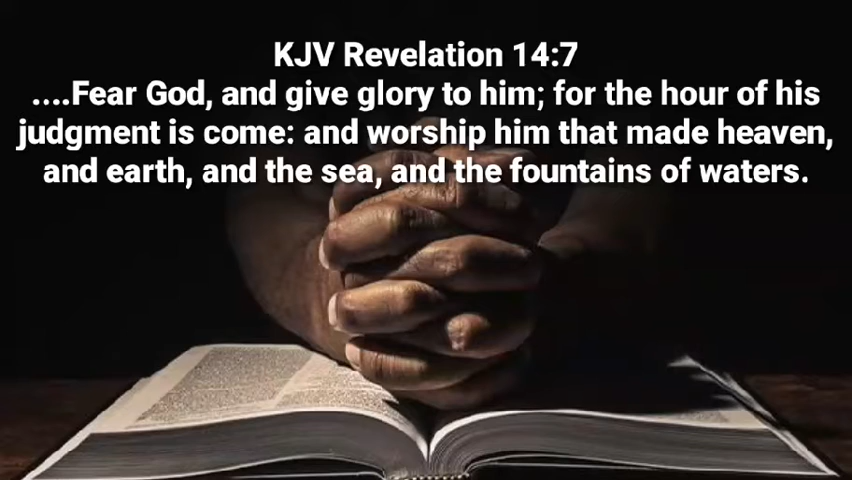 KJV Revelation 14:7
....Fear God, and give glory to him; for the hour of his
judgment is come: and worship him that made heaven,
and earth, and the sea, and the fountains of waters.